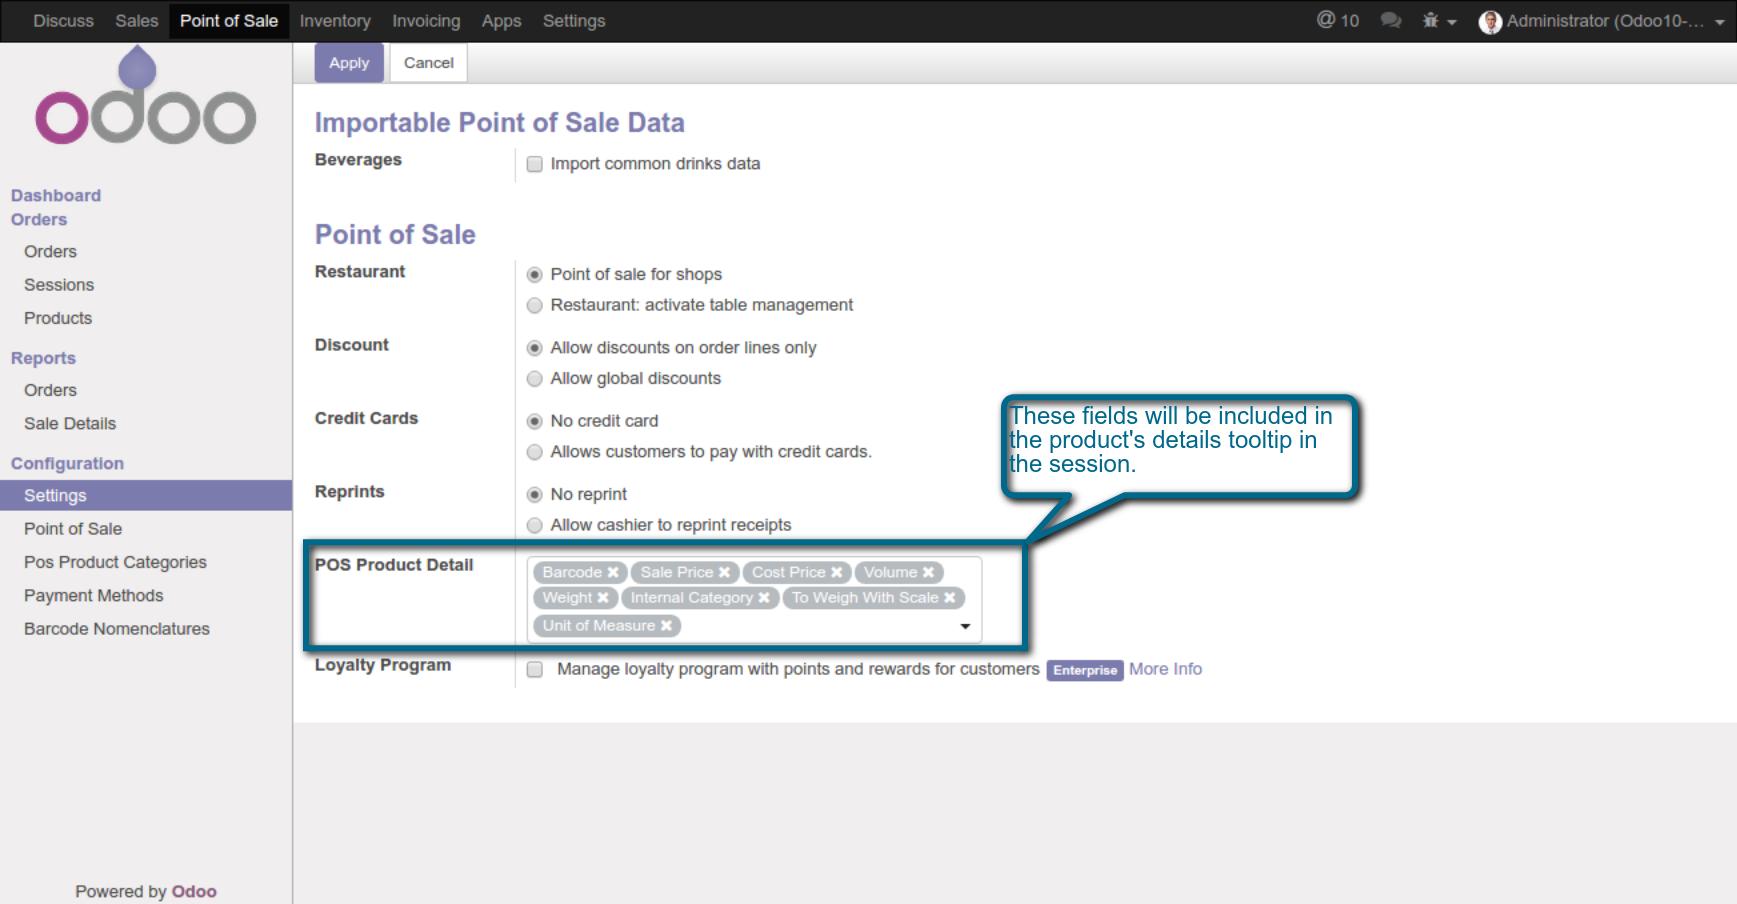 Discuss Sales Point of Sale Inventory Invoicing Apps Settings @ 10 Administrator (Odoo10-...
odoo
Apply Cancel
Importable Point of Sale Data
Beverages Import common drinks data
Dashboard
Orders
Orders
Sessions
Products
Reports
Orders
Sale Details
Configuration
Settings
Point of Sale
Pos Product Categories
Payment Methods
Barcode Nomenclatures
Point of Sale
Restaurant Point of sale for shops
Restaurant: activate table management
Discount Allow discounts on order lines only
Allow global discounts
Credit Cards No credit card
Allows customers to pay with credit cards.
Reprints No reprint
Allow cashier to reprint receipts
These fields will be included in
the product's details tooltip in
the session.
POS Product Detail Barcode Sale Price Cost Price Volume
Weight Internal Category To Weigh With Scale
Unit of Measure
Loyalty Program Manage loyalty program with points and rewards for customers Enterprise More Info
Powered by Odoo